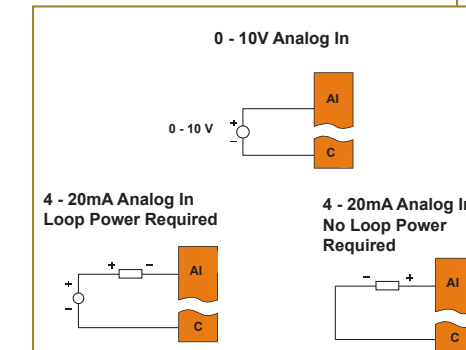 0 - 10V Analog In
AI
0 - 10 V
+
−
C
4 - 20mA Analog In
Loop Power Required
+ −
AI
+
−
C
4 - 20mA Analog In
No Loop Power
Required
− +
AI
C